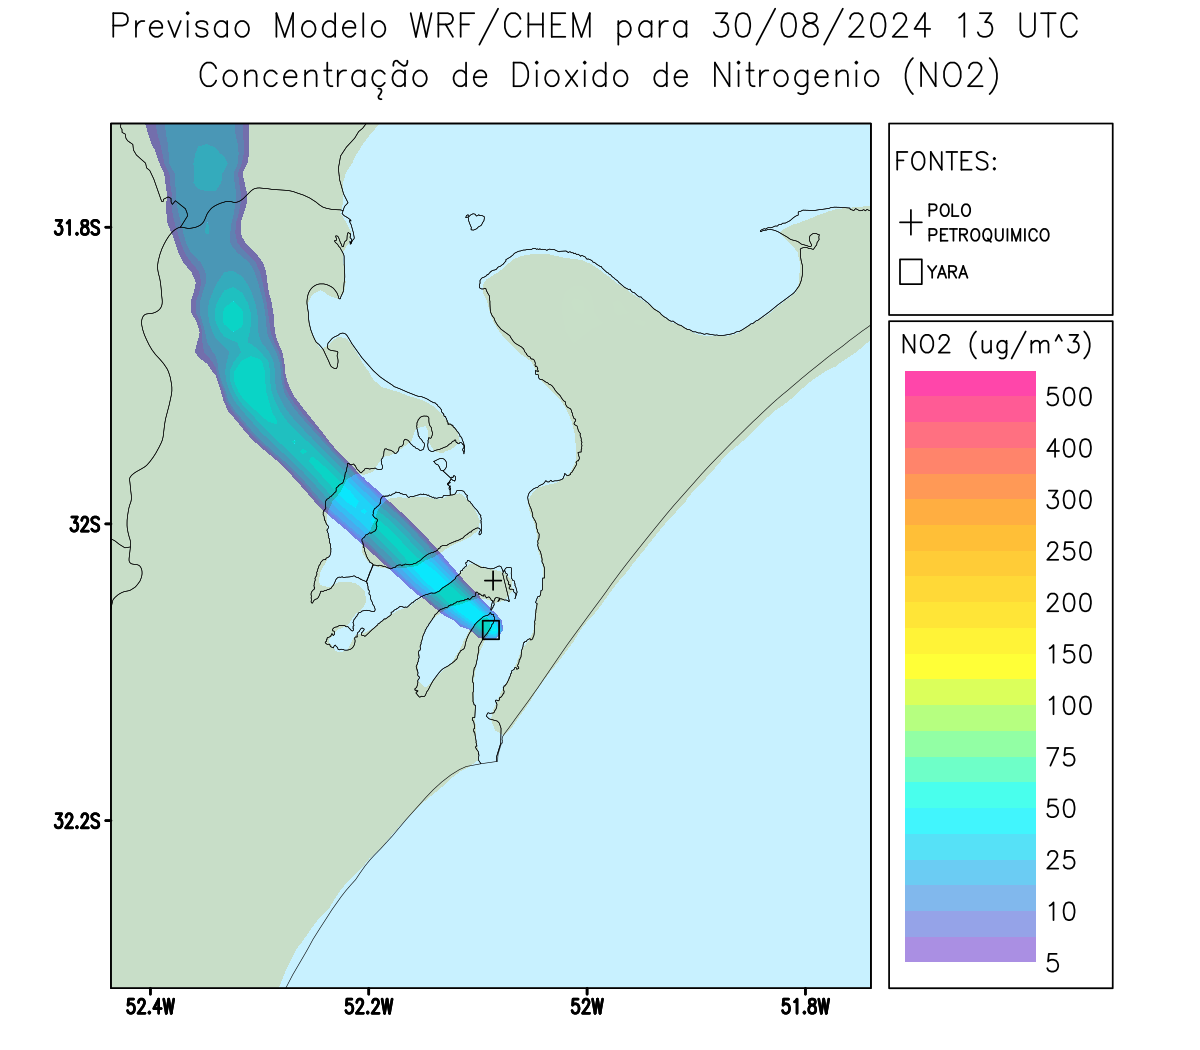 Previsao Modelo WRF/CHEM para 30/08/2024 13 UTC
Concentração de Dioxido de Nitrogenio (NO2)
FONTES:
POLO
PETROQUIMICO
YARA
NO2 (ug/m^3)
500
400
300
250
200
150
100
75
50
25
10
5
31.8S
32S
32.2S
52.4W
52.2W
52W
51.8W